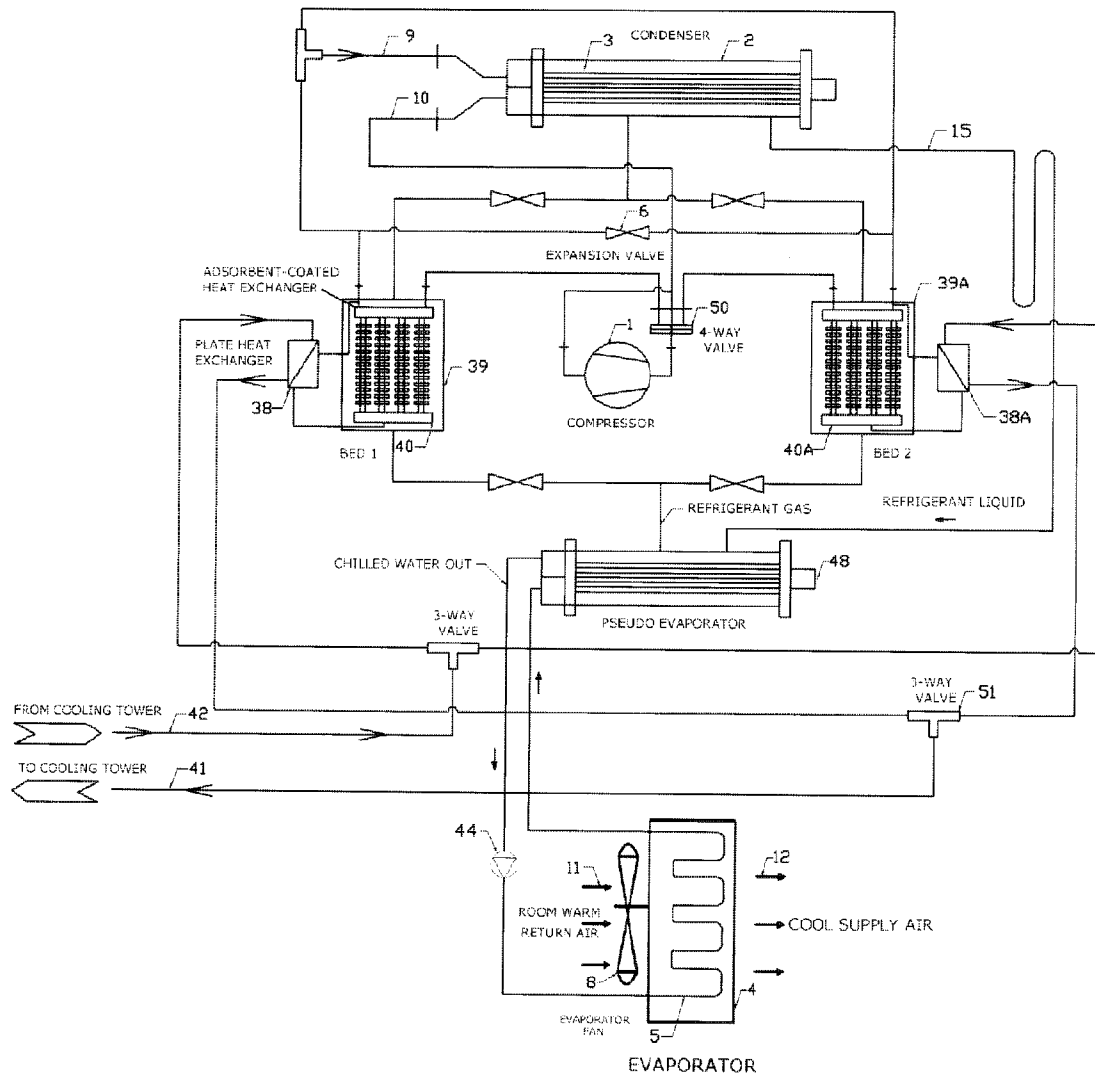 CONDENSER
2
3
9
10
15
6
EXPANSION VALVE
ADSORBENT-COATED
HEAT EXCHANGER
39A
50
4-WAY
VALVE
1
PLATE HEAT
EXCHANGER
39
38
38A
COMPRESSOR
40
40A
BED 1
BED 2
REFRIGERANT GAS
REFRIGERANT LIQUID
CHILLED WATER OUT
48
3-WAY
VALVE
PSEUDO EVAPORATOR
3-WAY
VALVE
51
FROM COOLING TOWER
42
TO COOLING TOWER
41
44
11
12
ROOM WARM
RETURN AIR
COOL SUPPLY AIR
8
4
5
EVAPORATOR
FAN
EVAPORATOR